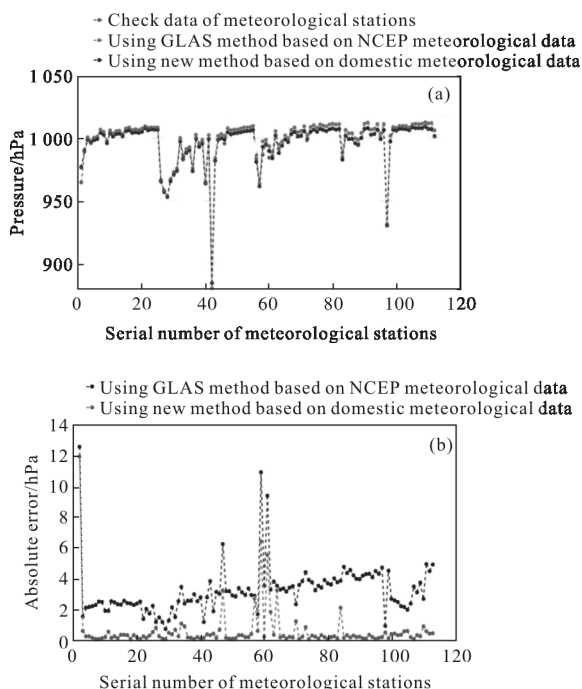 Check data of meteorological stations
Using GLAS method based on NCEP meteorological data
Using new method based on domestic meteorological data
1 050
(a)
1 000
950
900
Pressure/hPa
0 20 40 60 80 100 120
Serial number of meteorological stations
Using GLAS method based on NCEP meteorological data
Using new method based on domestic meteorological data
14
(b)
12
10
8
6
4
2
0
Absolute error/hPa
0 20 40 60 80 100 120
Serial number of meteorological stations